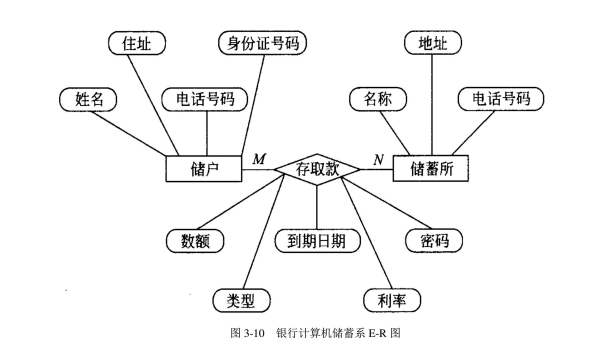 住址 身份证号码 地址
姓名 电话号码 名称 电话号码
储户 M 存取款 N 储蓄所
数额 到期日期 密码
类型 利率
图 3-10 银行计算机储蓄系 E-R 图